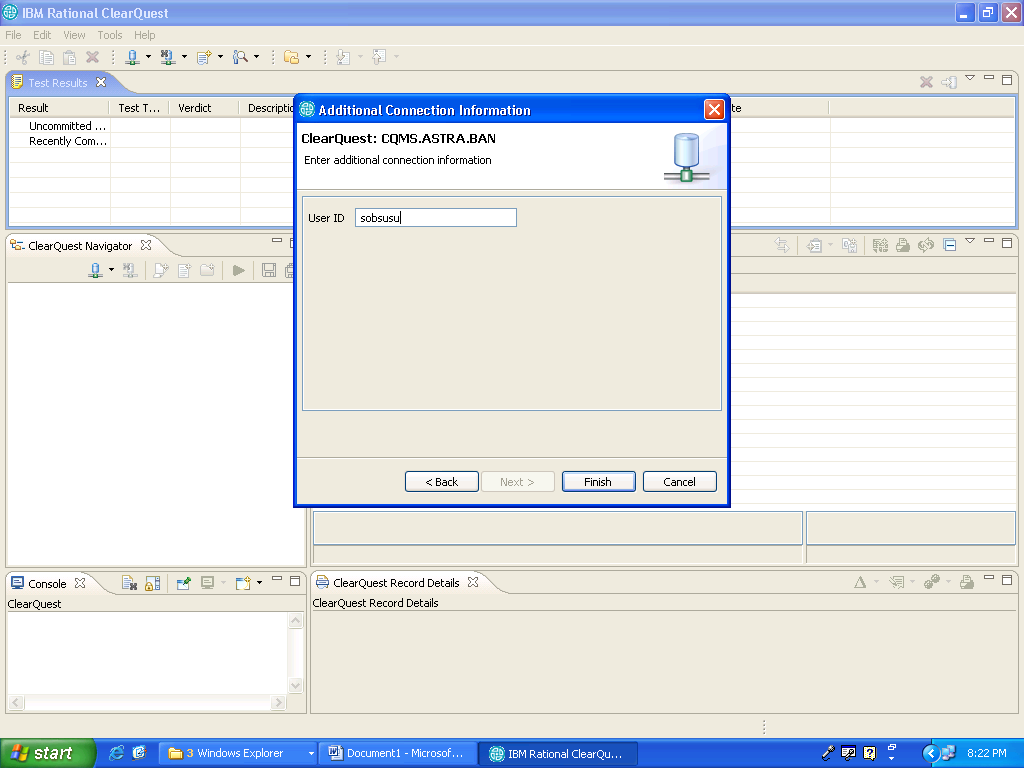 IBM Rational ClearQuest
File Edit View Tools Help
Test Results
Result Test T... Verdict
Uncommitted ...
Recently Com...
Additional Connection Information
ClearQuest: CQMS.ASTRA.BAN
Enter additional connection information
User ID sobsusu
< Back Next > Finish Cancel
ClearQuest Navigator
Console
ClearQuest
ClearQuest Record Details
ClearQuest Record Details
start 3 Windows Explorer Document1 - Microsof... IBM Rational ClearQu... 8:22 PM